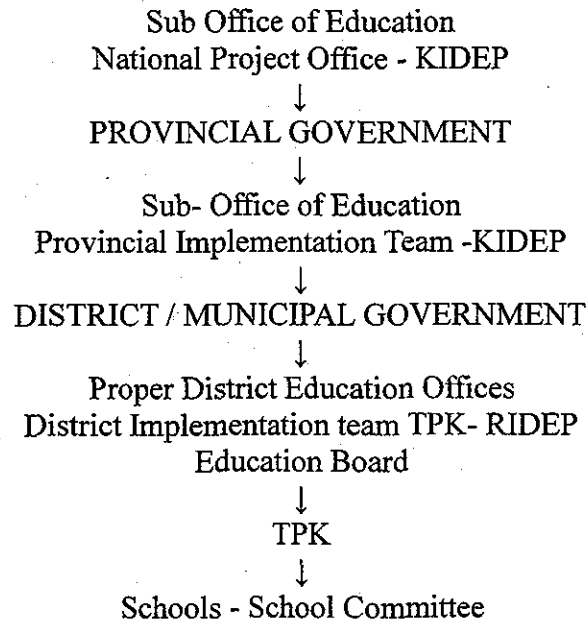 Sub Office of Education
National Project Office - KIDEP
↓
PROVINCIAL GOVERNMENT
↓
Sub- Office of Education
Provincial Implementation Team -KIDEP
↓
DISTRICT / MUNICIPAL GOVERNMENT
↓
Proper District Education Offices
District Implementation team TPK- RIDEP
Education Board
↓
TPK
↓
Schools - School Committee